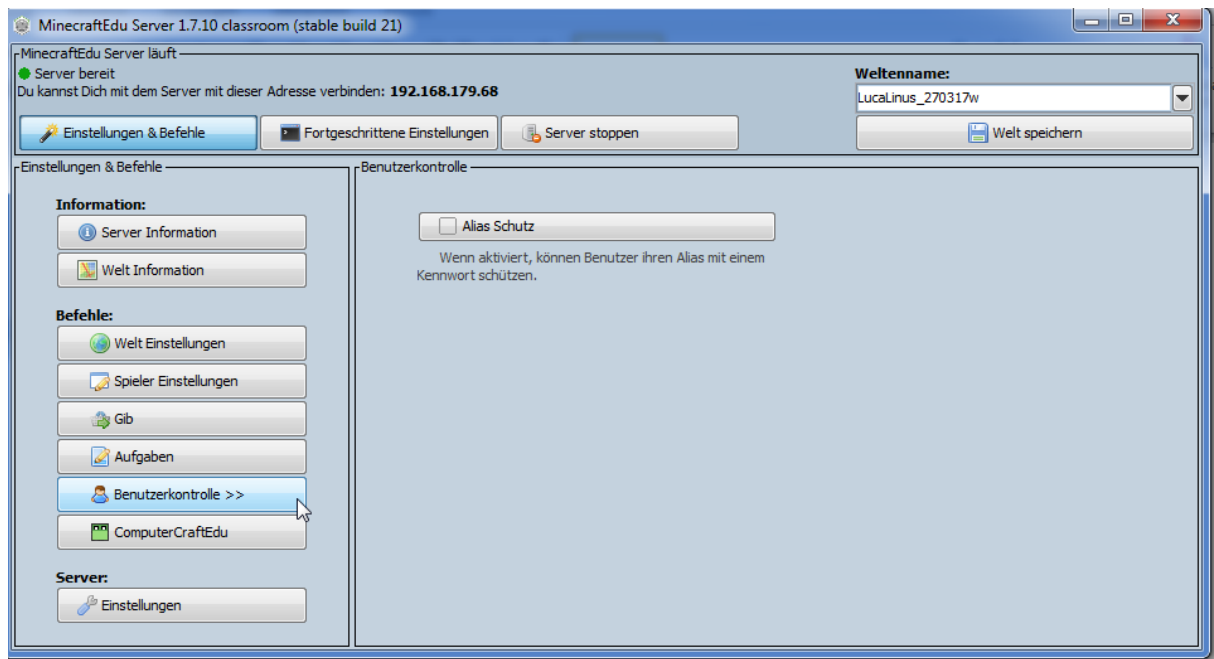 MinecraftEdu Server 1.7.10 classroom (stable build 21)
MinecraftEdu Server läuft
Server bereit
Du kannst Dich mit dem Server mit dieser Adresse verbinden: 192.168.179.68
Weltenname:
LucaLinus_270317w
Einstellungen & Befehle
Fortgeschrittene Einstellungen
Server stoppen
Welt speichern
Einstellungen & Befehle
Information:
Server Information
Welt Information
Befehle:
Welt Einstellungen
Spieler Einstellungen
Gib
Aufgaben
Benutzerkontrolle >>
ComputerCraftEdu
Server:
Einstellungen
Benutzerkontrolle
Alias Schutz
Wenn aktiviert, können Benutzer ihren Alias mit einem
Kennwort schützen.